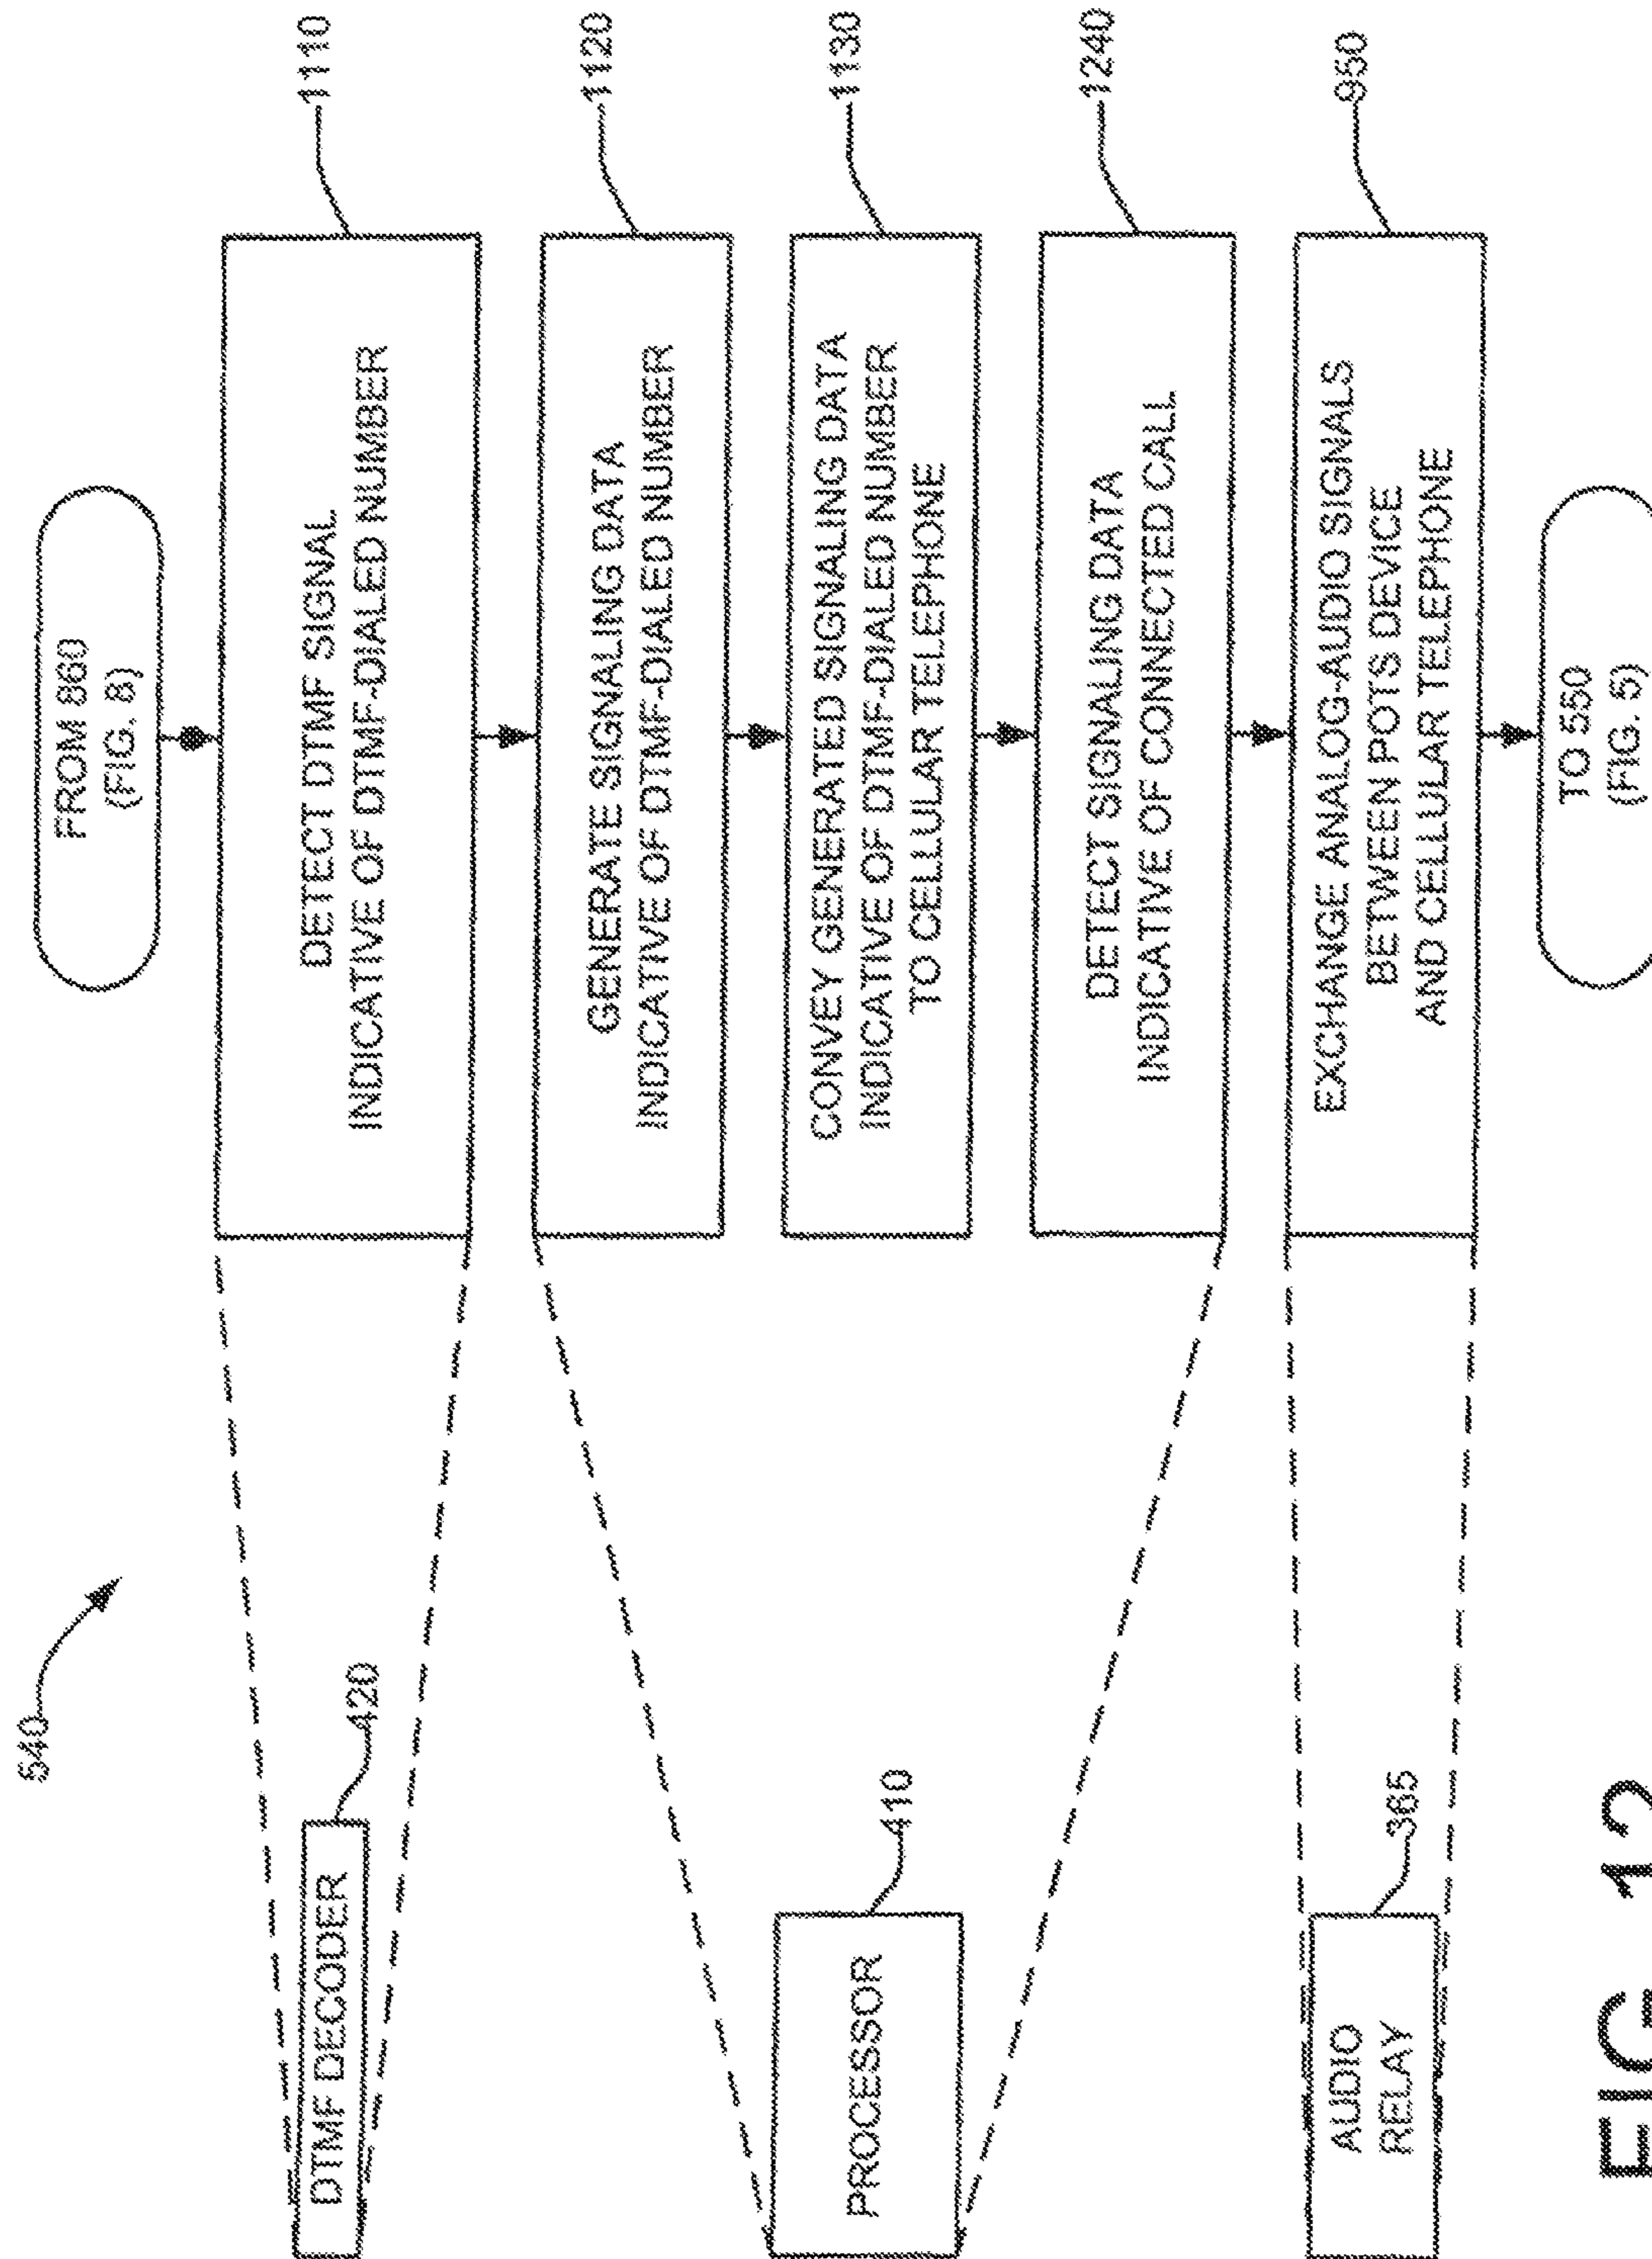 540
FROM 860
(FIG. 8)
DTMF DECODER
420
DETECT DTMF SIGNAL
INDICATIVE OF DTMF-DIALED NUMBER
1110
GENERATE SIGNALING DATA
INDICATIVE OF DTMF-DIALED NUMBER
1120
PROCESSOR
410
CONVEY GENERATED SIGNALING DATA
INDICATIVE OF DTMF-DIALED NUMBER
TO CELLULAR TELEPHONE
1130
DETECT SIGNALING DATA
INDICATIVE OF CONNECTED CALL
1240
AUDIO
RELAY
365
EXCHANGE ANALOG-AUDIO SIGNALS
BETWEEN POTS DEVICE
AND CELLULAR TELEPHONE
950
TO 550
(FIG. 5)
FIG. 12